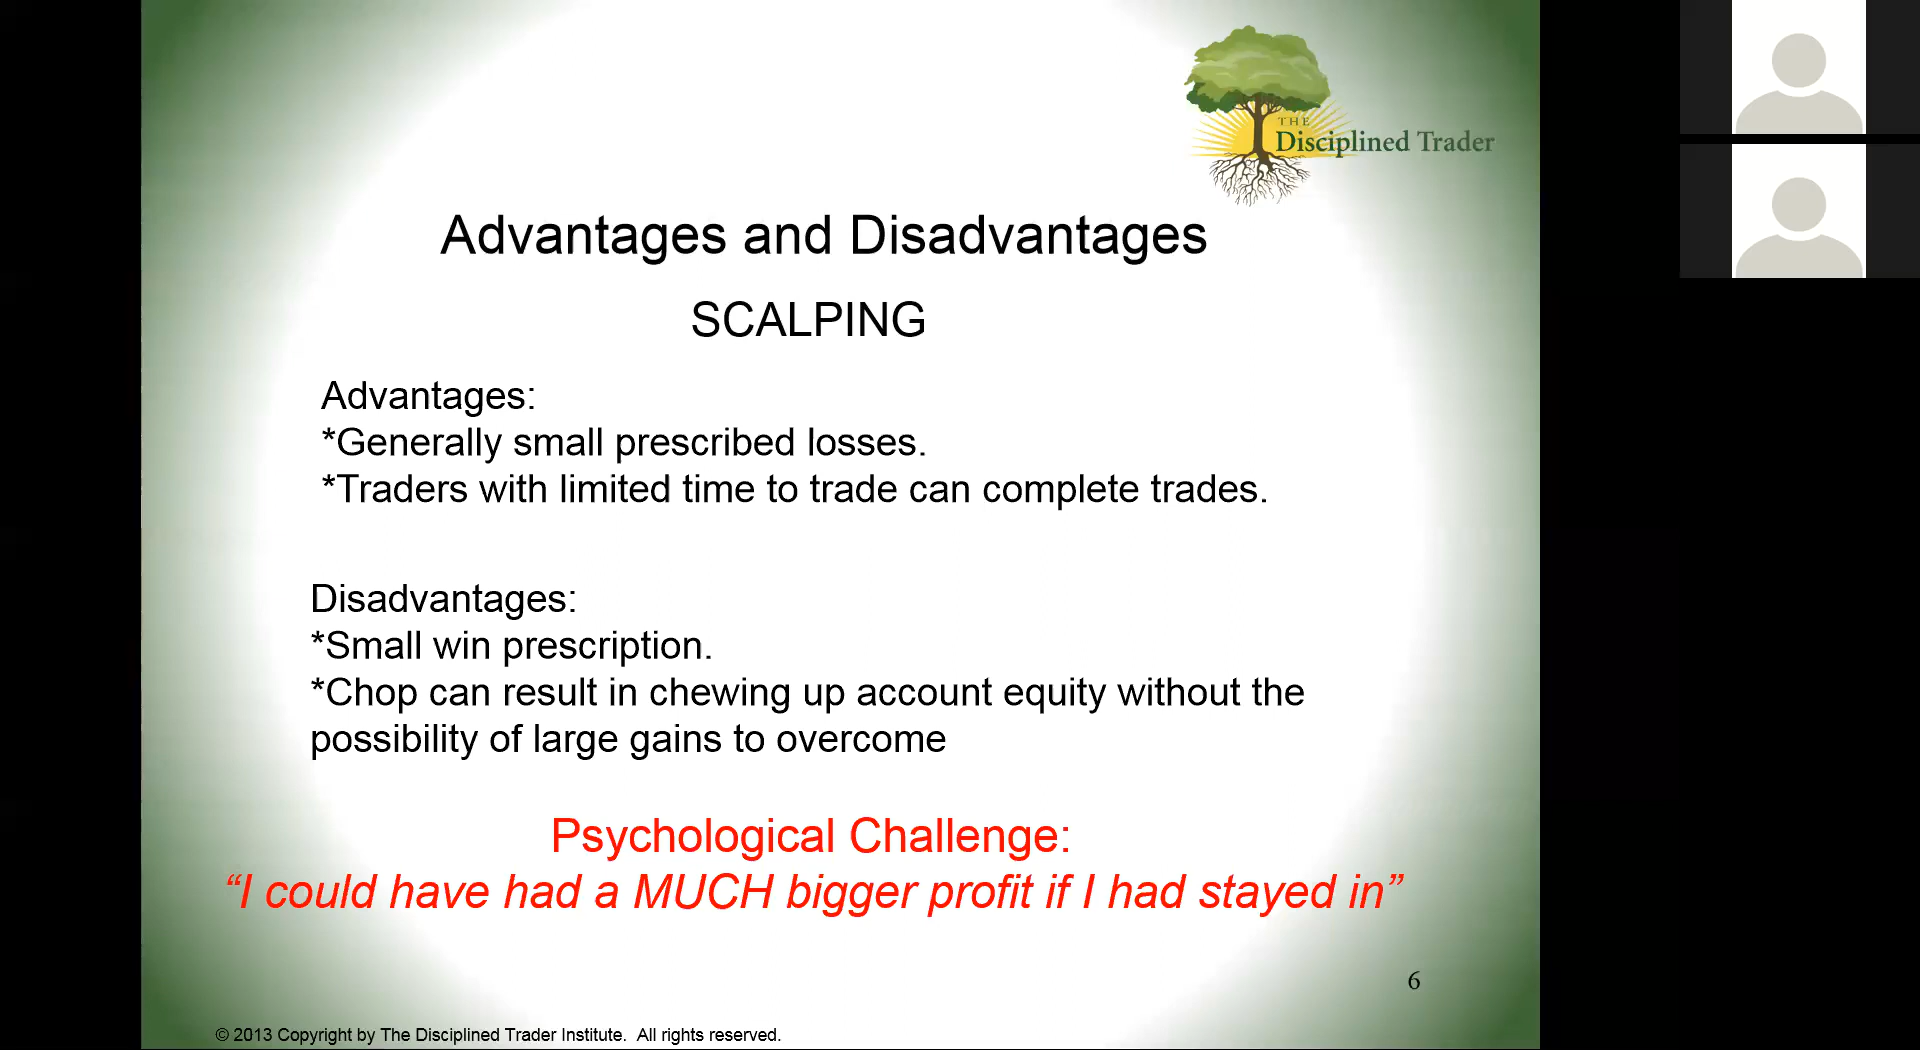 THE
Disciplined Trader
Advantages and Disadvantages
SCALPING
Advantages:
*Generally small prescribed losses.
*Traders with limited time to trade can complete trades.
Disadvantages:
*Small win prescription.
*Chop can result in chewing up account equity without the
possibility of large gains to overcome
Psychological Challenge:
“I could have had a MUCH bigger profit if I had stayed in”
6
© 2013 Copyright by The Disciplined Trader Institute.  All rights reserved.